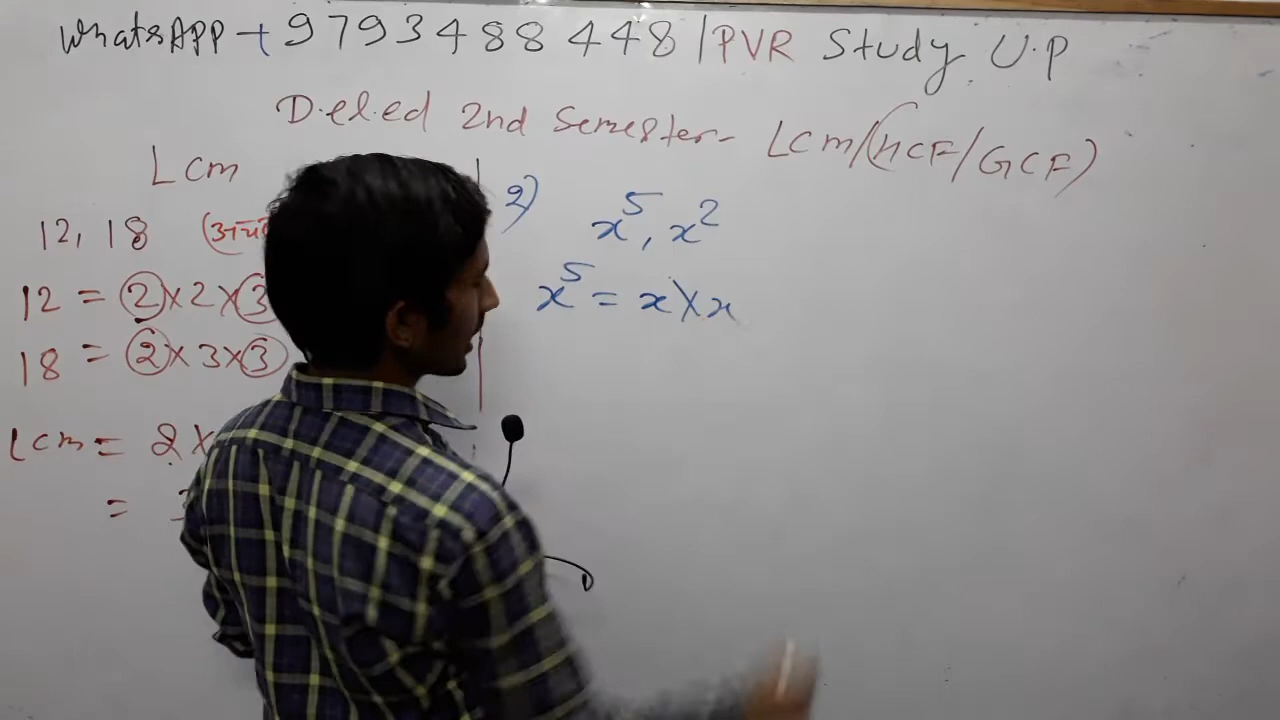 WhatsAPP - +9793488448 | PVR Study U.P
D.el.ed 2nd Semester - Lcm/(HCF/GCF)
Lcm
12, 18
12 = 2 × 2 × 3
18 = 2 × 3 × 3
Lcm = 2 ×
=
2)
x⁵, x²
x⁵ = x × x